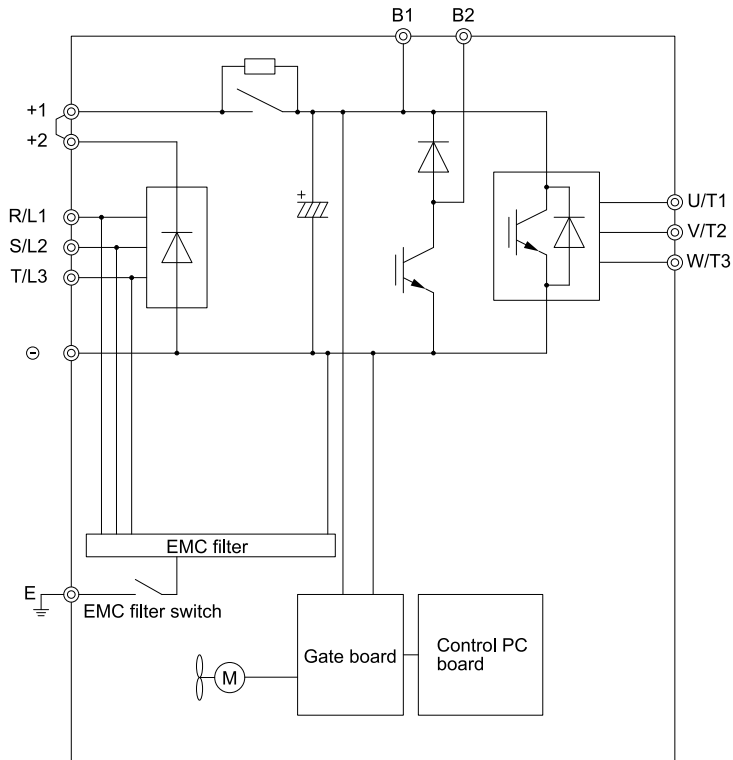 B1
B2
+1
+2
R/L1
S/L2
T/L3
⊖
+
U/T1
V/T2
W/T3
EMC filter
E
EMC filter switch
Gate board
Control PC
board
M